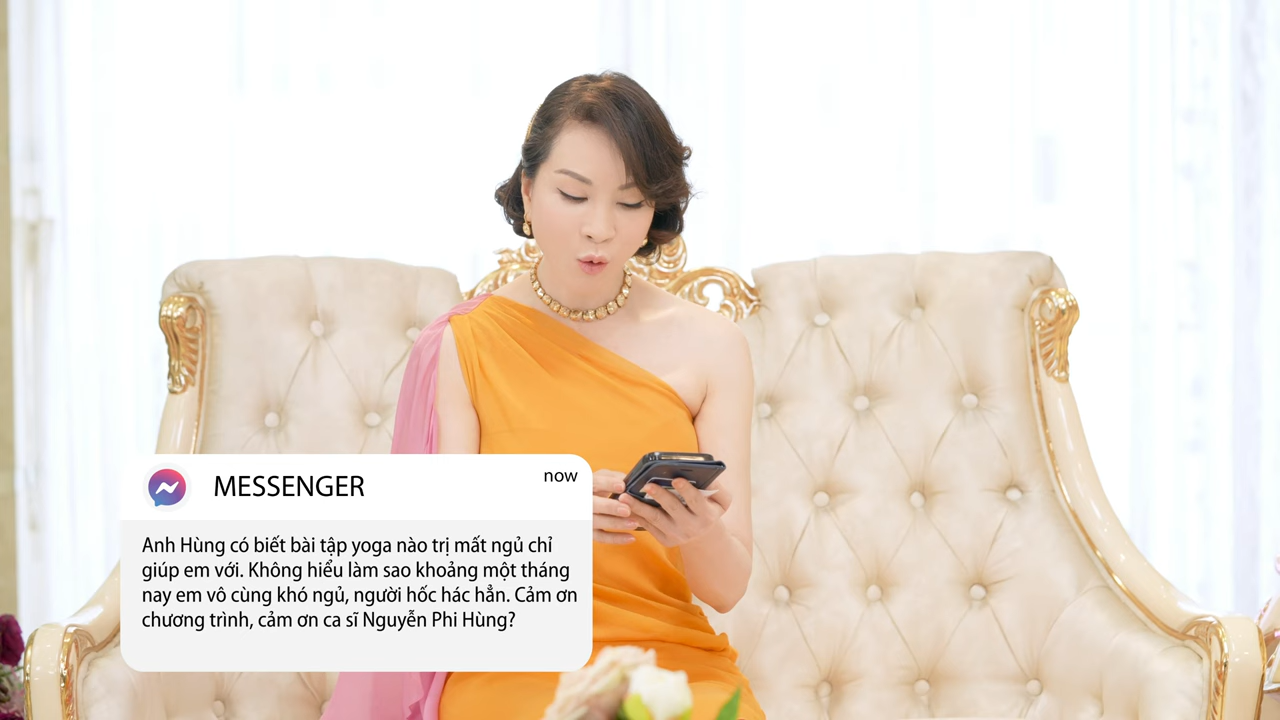 MESSENGER
now
Anh Hùng có biết bài tập yoga nào trị mất ngủ chỉ
giúp em với. Không hiểu làm sao khoảng một tháng
nay em vô cùng khó ngủ, người hốc hác hẳn. Cảm ơn
chương trình, cảm ơn ca sĩ Nguyễn Phi Hùng?